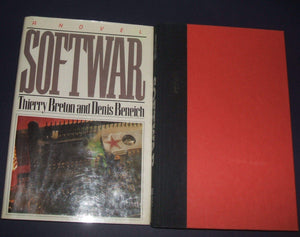 A NOVEL
SOFTWAR
Thierry Breton and Denis Beneich